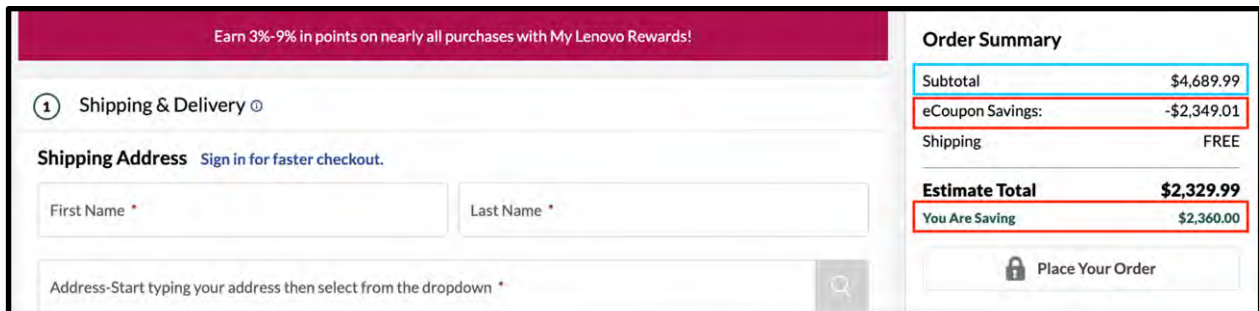 Earn 3%-9% in points on nearly all purchases with My Lenovo Rewards!
1 Shipping & Delivery
Shipping Address Sign in for faster checkout.
First Name *
Last Name *
Address-Start typing your address then select from the dropdown *
Order Summary
Subtotal $4,689.99
eCoupon Savings: -$2,349.01
Shipping FREE
Estimate Total $2,329.99
You Are Saving $2,360.00
Place Your Order